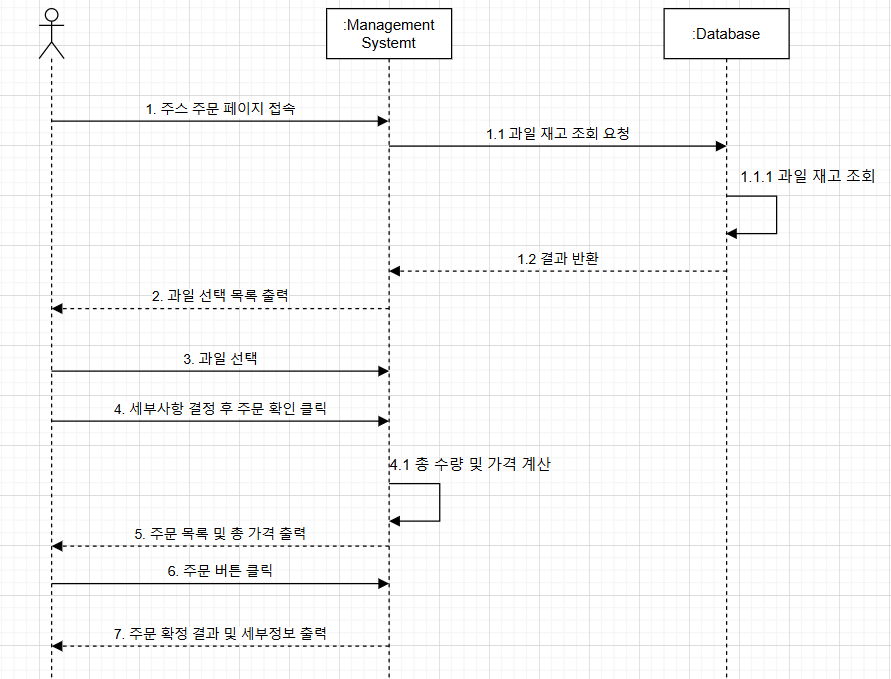 :Management
Systemt
:Database
1. 주스 주문 페이지 접속
1.1 과일 재고 조회 요청
1.1.1 과일 재고 조회
1.2 결과 반환
2. 과일 선택 목록 출력
3. 과일 선택
4. 세부사항 결정 후 주문 확인 클릭
4.1 총 수량 및 가격 계산
5. 주문 목록 및 총 가격 출력
6. 주문 버튼 클릭
7. 주문 확정 결과 및 세부정보 출력